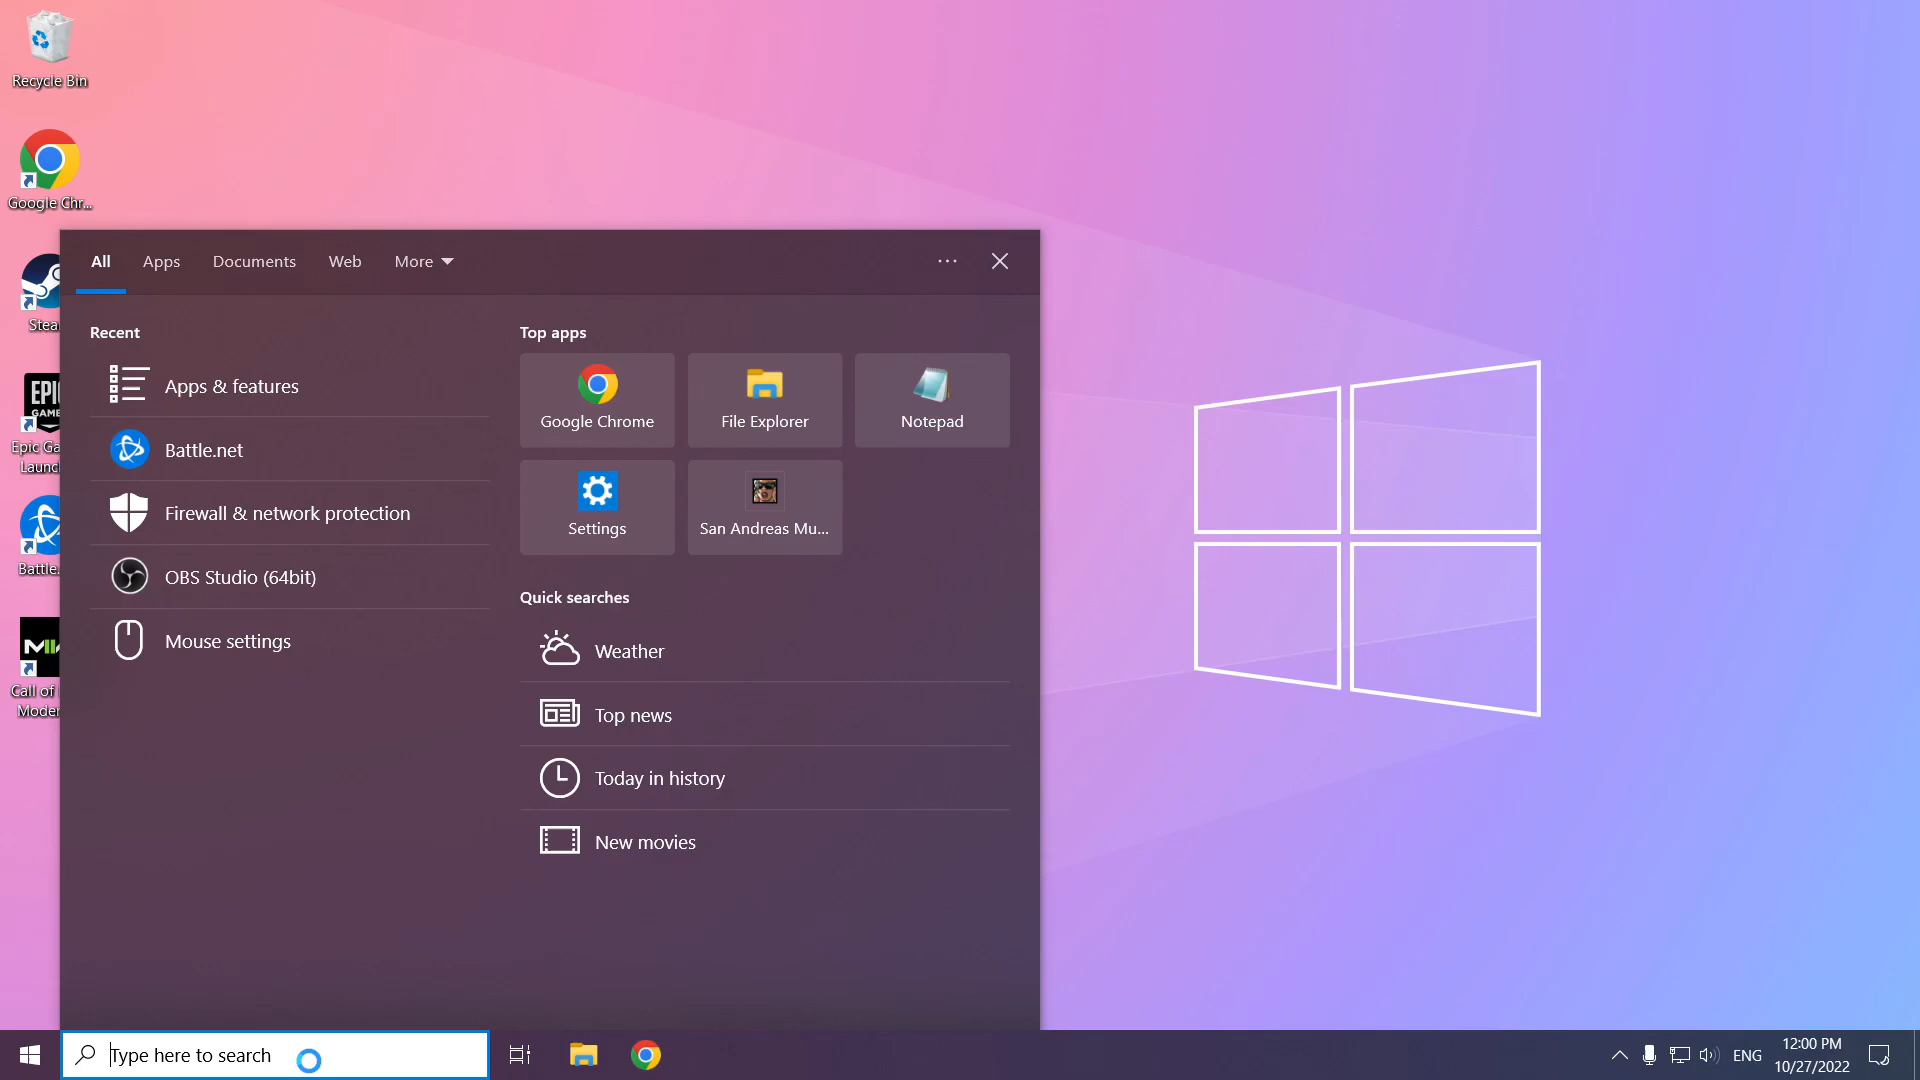 Recycle Bin
Google Chr...
Stea
EPIC
GAME
Epic Ga
Launc
Battle.
Call of
Moder
All
Apps
Documents
Web
More
Recent
Apps & features
Battle.net
Firewall & network protection
OBS Studio (64bit)
Mouse settings
Top apps
Google Chrome
File Explorer
Notepad
Settings
San Andreas Mu...
Quick searches
Weather
Top news
Today in history
New movies
Type here to search
ENG
12:00 PM
10/27/2022